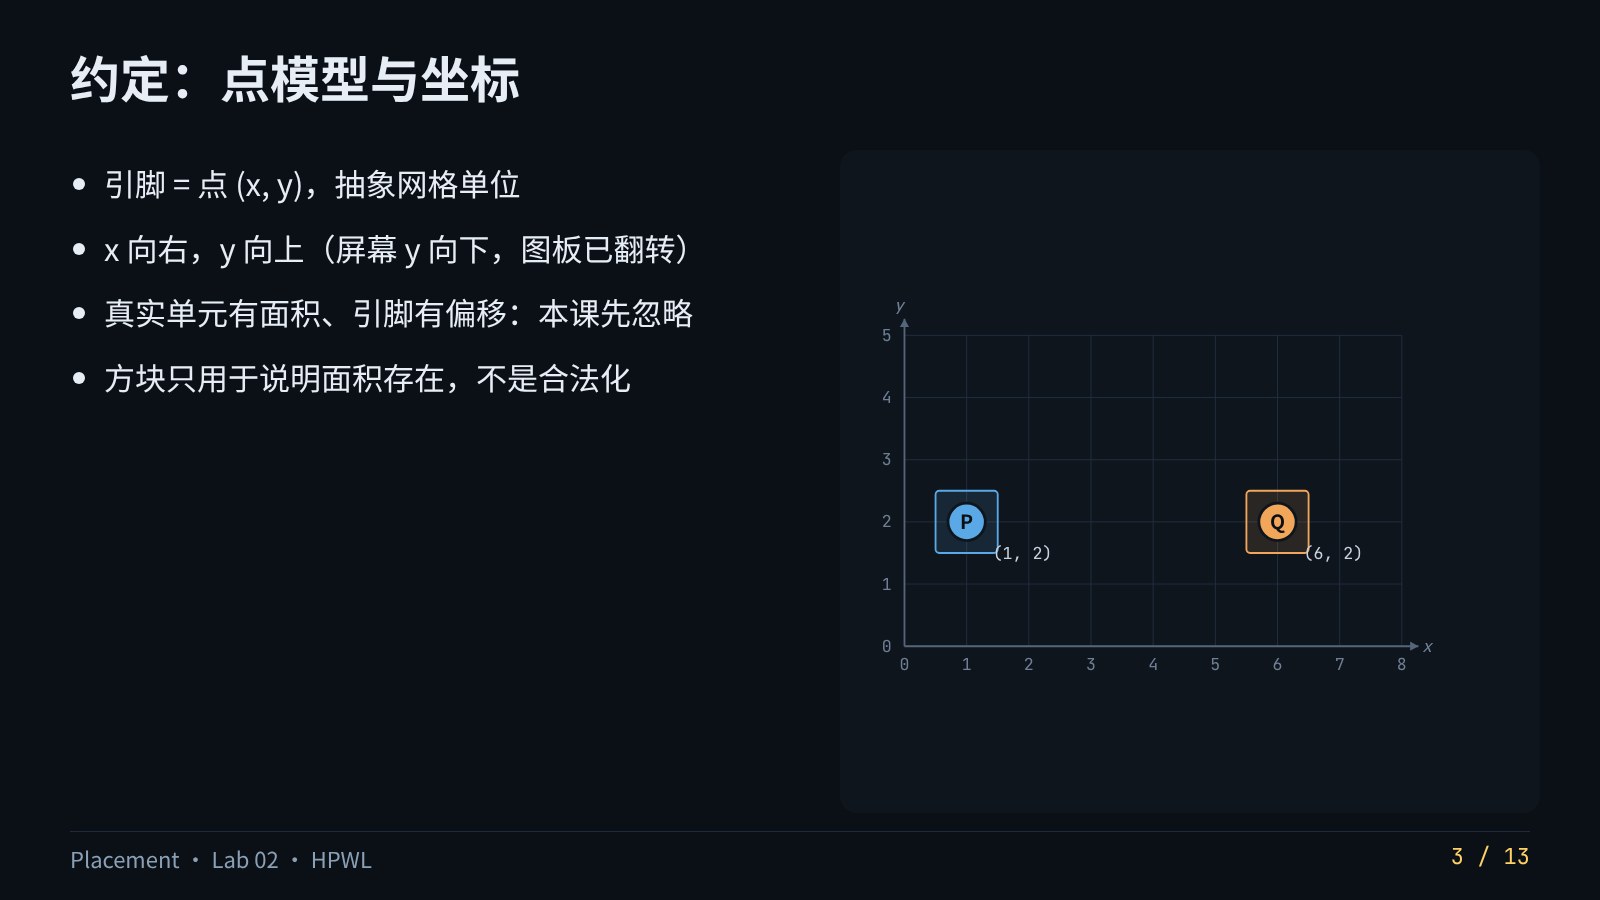 约定：点模型与坐标
• 引脚 = 点 (x, y)，抽象网格单位
• x 向右，y 向上（屏幕 y 向下，图板已翻转）
• 真实单元有面积、引脚有偏移：本课先忽略
• 方块只用于说明面积存在，不是合法化
y
5
4
3
2
1
0
P
(1, 2)
Q
(6, 2)
0 1 2 3 4 5 6 7 8
x
Placement • Lab 02 • HPWL
3 / 13